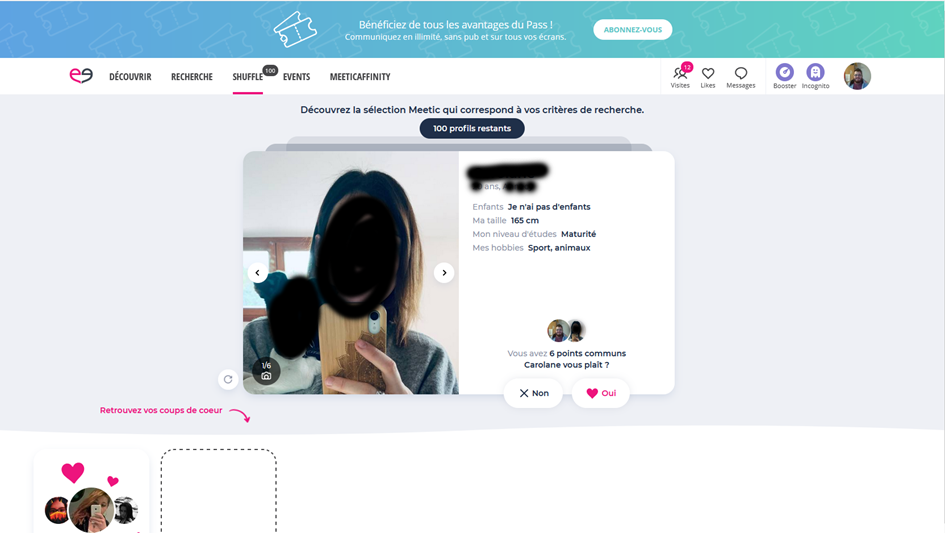 Bénéficiez de tous les avantages du Pass !
Communiquez en illimité, sans pub et sur tous vos écrans.
ABONNEZ-VOUS
DÉCOUVRIR RECHERCHE SHUFFLE 100 EVENTS MEETICAFFINITY
12
Visites Likes Messages Booster Incognito
Découvrez la sélection Meetic qui correspond à vos critères de recherche.
100 profils restants
ans,
Enfants Je n'ai pas d'enfants
Ma taille 165 cm
Mon niveau d'études Maturité
Mes hobbies Sport, animaux
1/6
Vous avez 6 points communs
Carolane vous plaît ?
Non Oui
Retrouvez vos coups de coeur